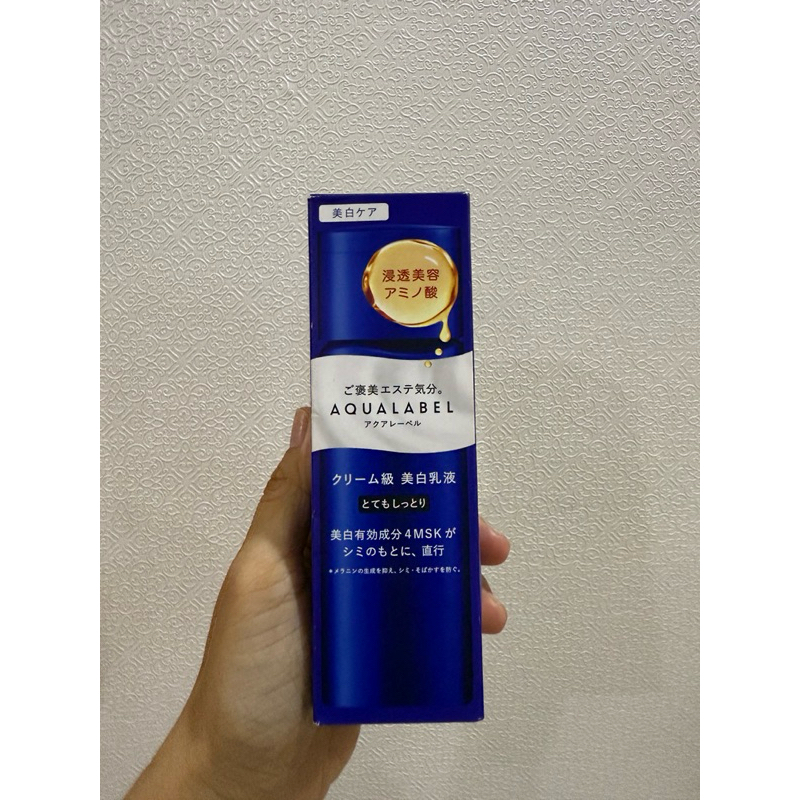 美白ケア
浸透美容
アミノ酸
ご褒美エステ気分。
AQUALABEL
アクアレーベル
クリーム級 美白乳液
とてもしっとり
美白有効成分4MSKが
シミのもとに、直行
*メラニンの生成を抑え、シミ・そばかすを防ぐ。